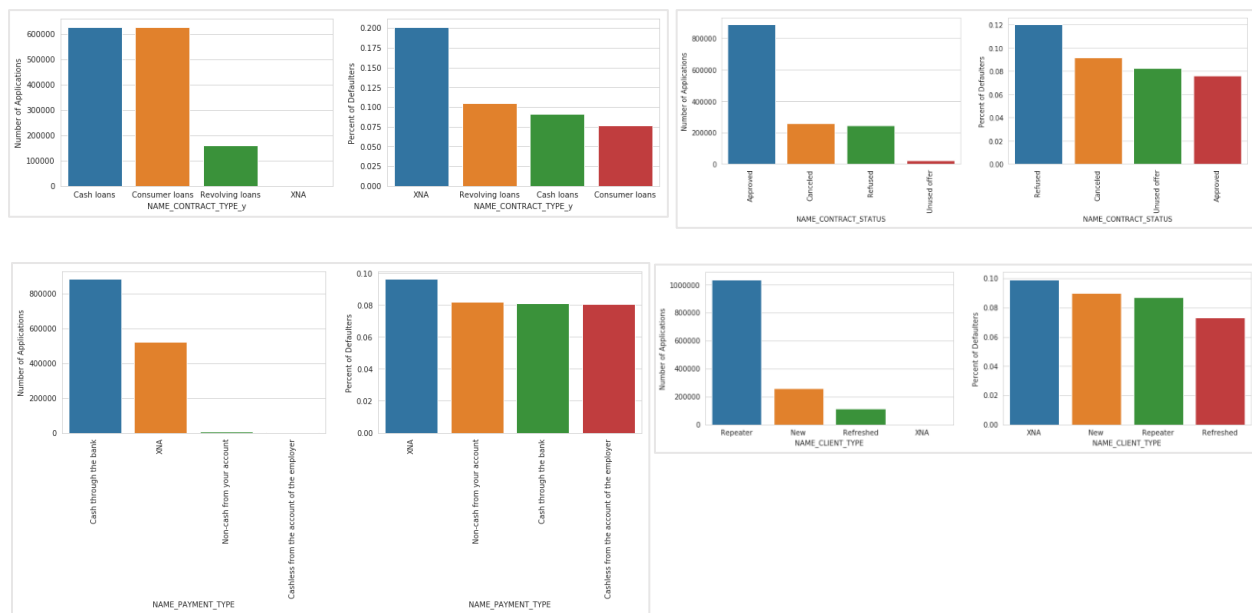 Number of Applications
600000
500000
400000
300000
200000
100000
0
Cash loans Consumer loans Revolving loans XNA
NAME_CONTRACT_TYPE_y
Percent of Defaulters
0.200
0.175
0.150
0.125
0.100
0.075
0.050
0.025
0.000
XNA Revolving loans Cash loans Consumer loans
NAME_CONTRACT_TYPE_y
Number of Applications
800000
600000
400000
200000
0
Approved
Canceled
Refused
Unused offer
NAME_CONTRACT_STATUS
Percent of Defaulters
0.12
0.10
0.08
0.06
0.04
0.02
0.00
Refused
Canceled
Unused offer
Approved
NAME_CONTRACT_STATUS
Number of Applications
800000
600000
400000
200000
0
Cash through the bank
XNA
Non-cash from your account
Cashless from the account of the employer
NAME_PAYMENT_TYPE
Percent of Defaulters
0.10
0.08
0.06
0.04
0.02
0.00
XNA
Non-cash from your account
Cash through the bank
Cashless from the account of the employer
NAME_PAYMENT_TYPE
Number of Applications
1000000
800000
600000
400000
200000
0
Repeater New Refreshed XNA
NAME_CLIENT_TYPE
Percent of Defaulters
0.10
0.08
0.06
0.04
0.02
0.00
XNA New Repeater Refreshed
NAME_CLIENT_TYPE